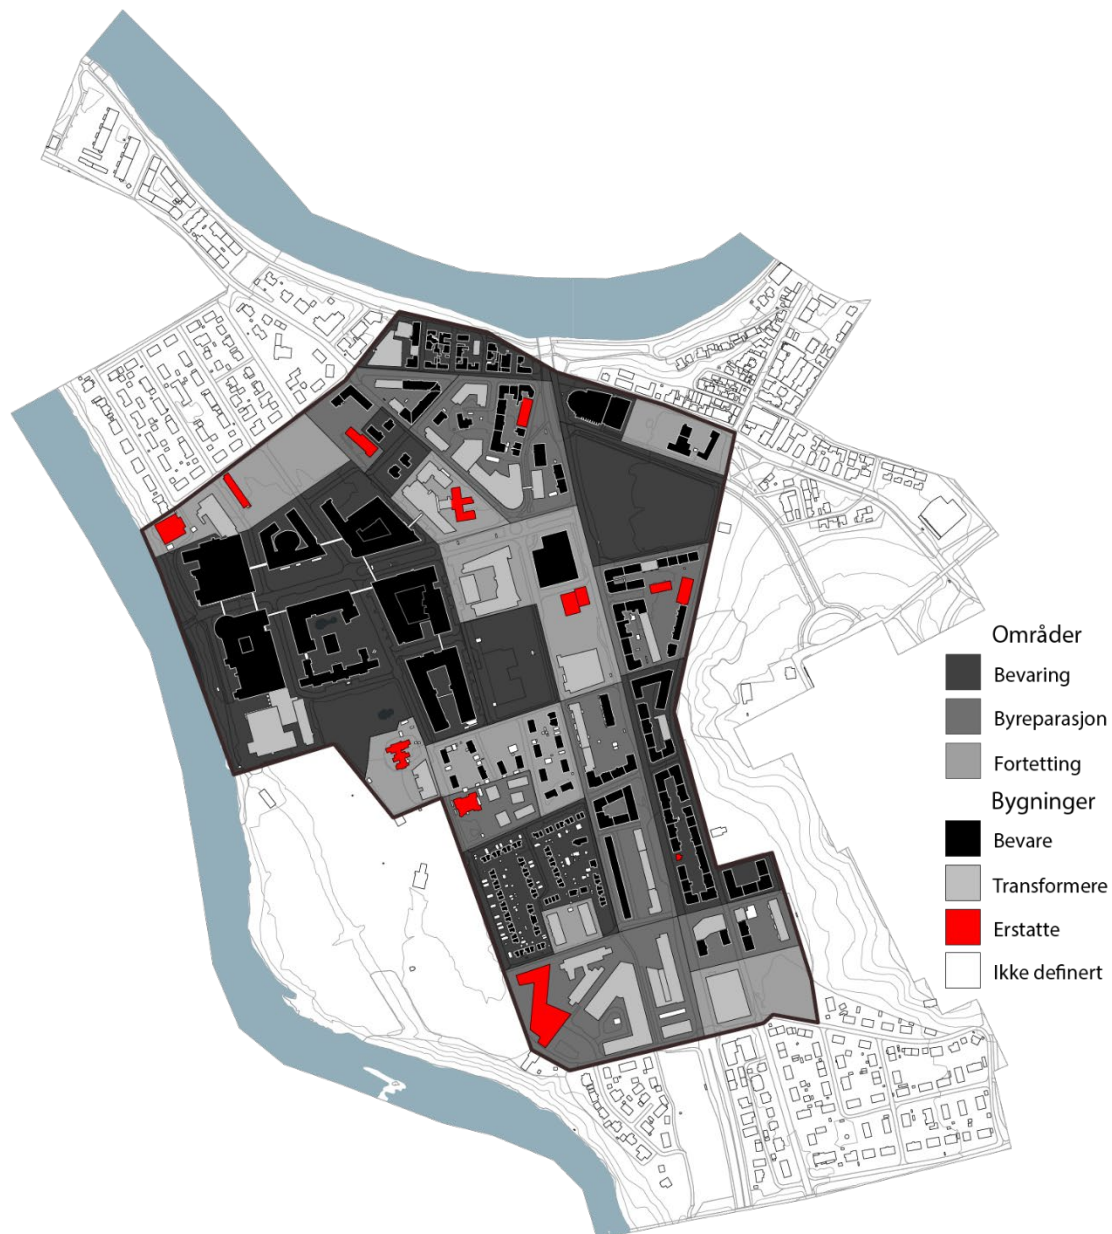 Områder
Bevaring
Byreparasjon
Fortetting
Bygninger
Bevare
Transformere
Erstatte
Ikke definert